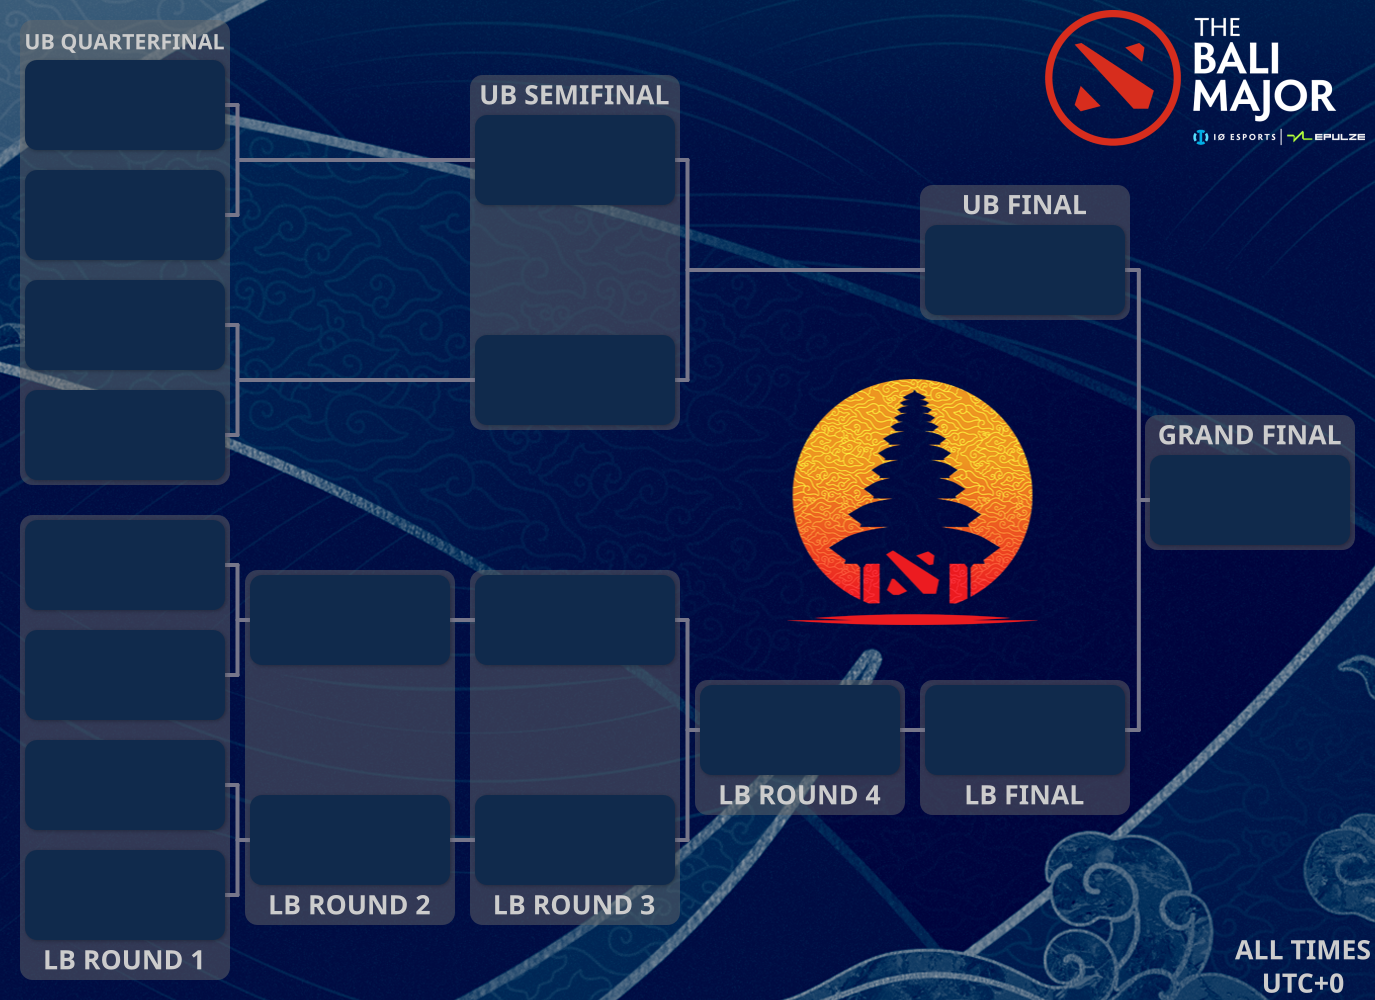 UB QUARTERFINAL
UB SEMIFINAL
THE
BALI
MAJOR
IØ ESPORTS | EPULZE
UB FINAL
GRAND FINAL
LB ROUND 4
LB FINAL
LB ROUND 2
LB ROUND 3
LB ROUND 1
ALL TIMES
UTC+0